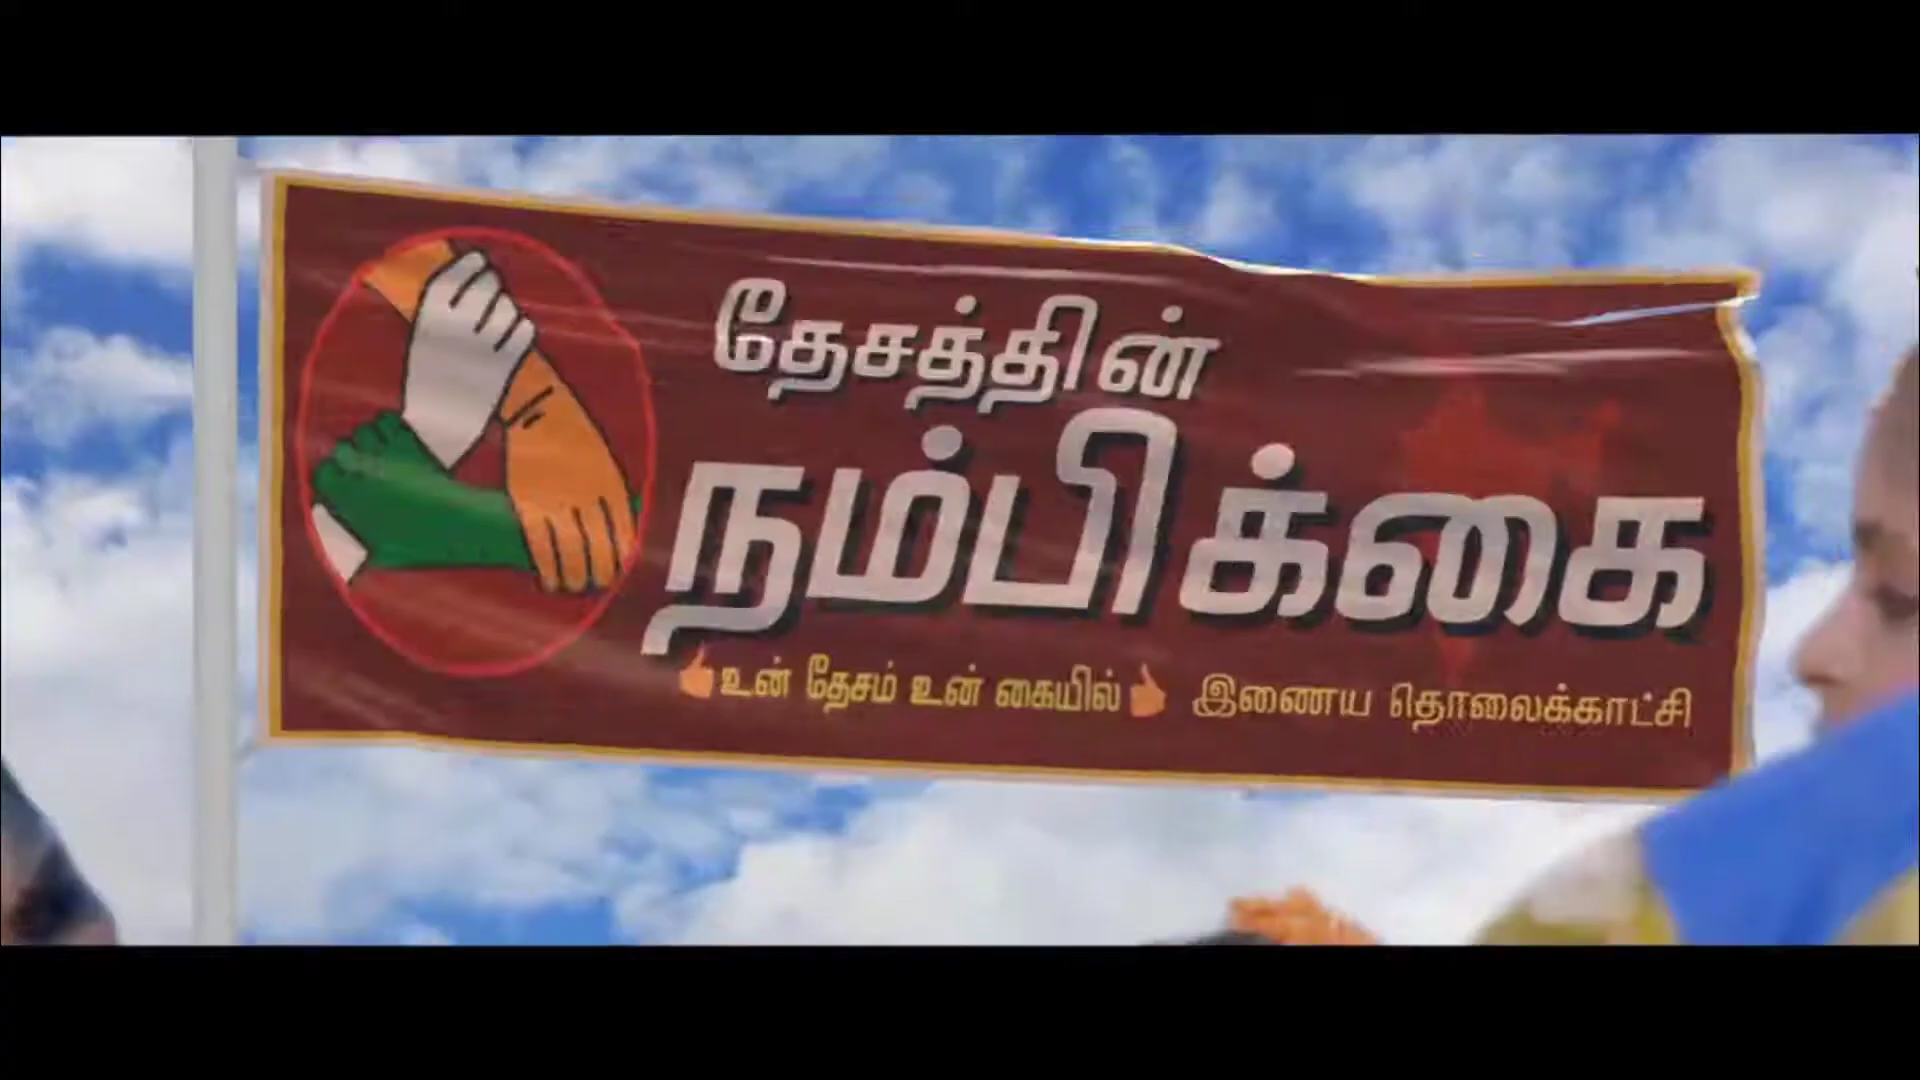 தேசத்தின்
நம்பிக்கை
உன் தேசம் உன் கையில் இணைய தொலைக்காட்சி